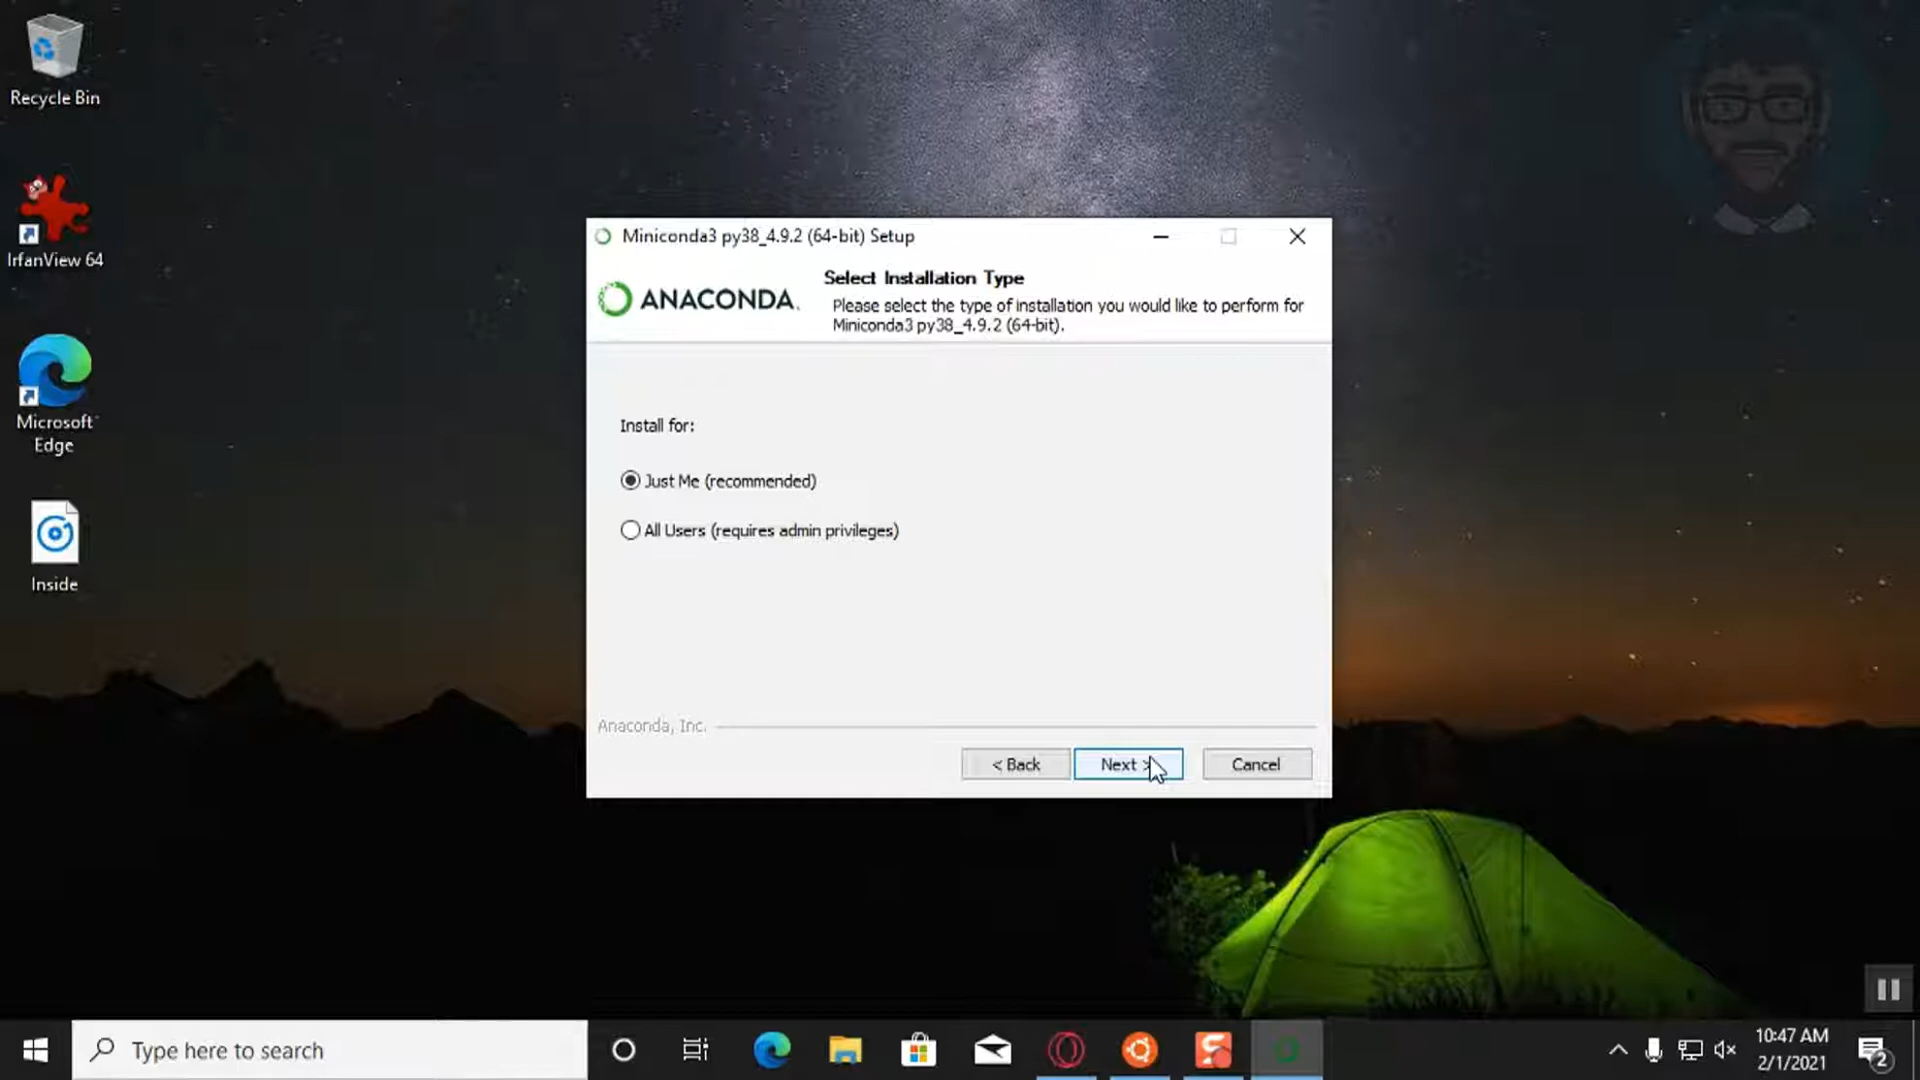 Recycle Bin
IrfanView 64
Microsoft
Edge
Inside
Miniconda3 py38_4.9.2 (64-bit) Setup
ANACONDA.
Select Installation Type
Please select the type of installation you would like to perform for
Miniconda3 py38_4.9.2 (64-bit).
Install for:
Just Me (recommended)
All Users (requires admin privileges)
Anaconda, Inc.
< Back
Next >
Cancel
Type here to search
10:47 AM
2/1/2021
2